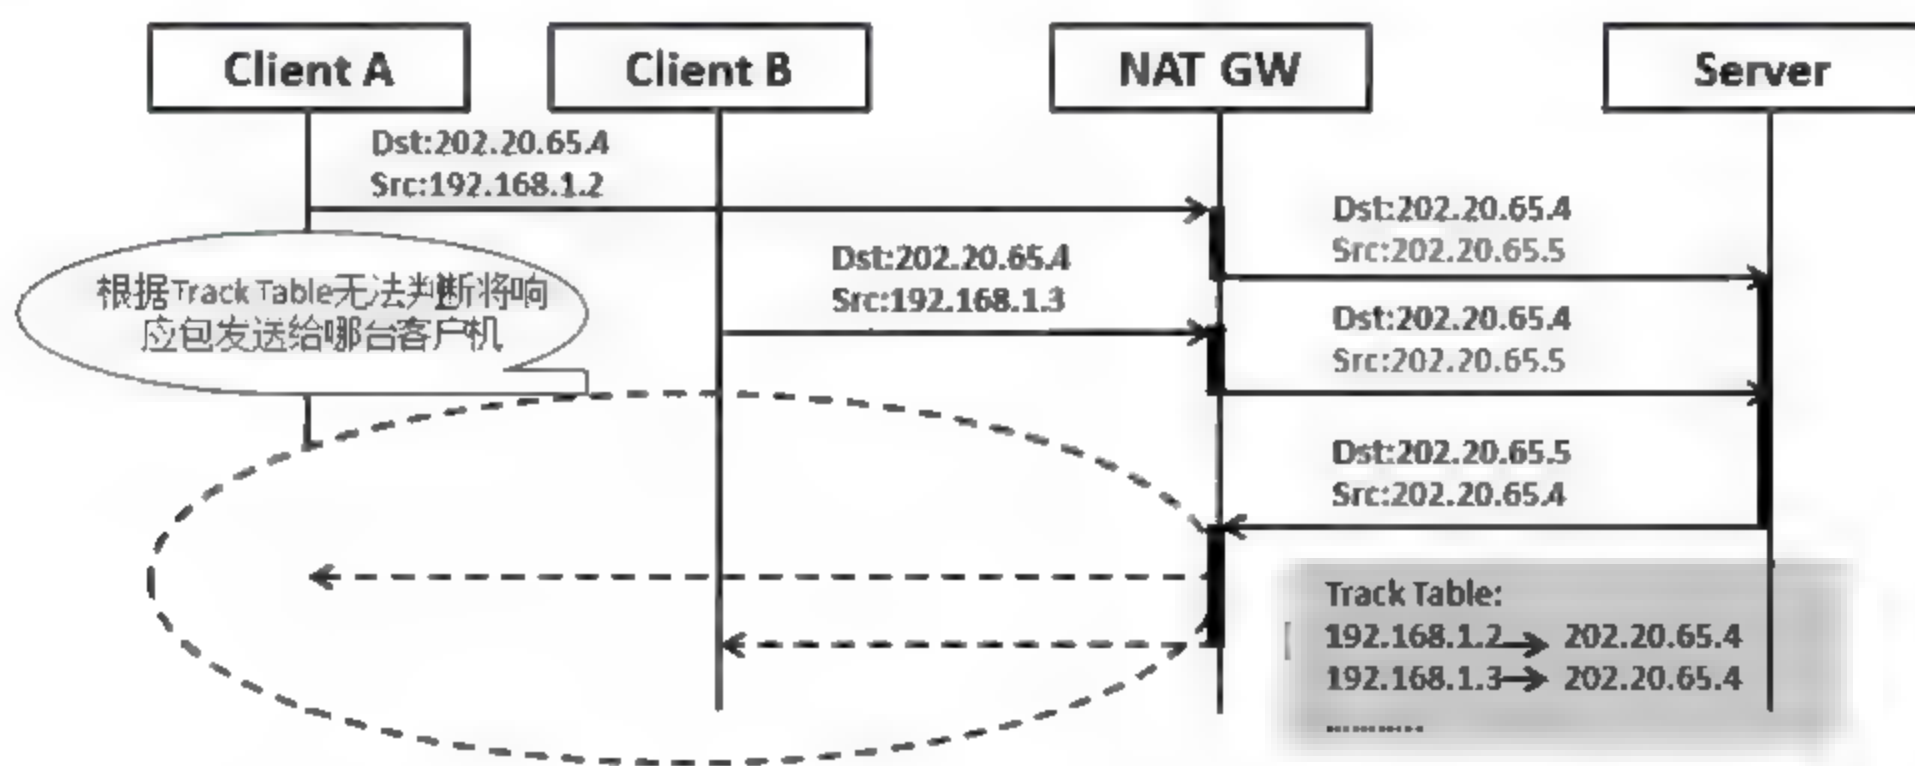 Client A
Client B
NAT GW
Server
Dst:202.20.65.4
Src:192.168.1.2
Dst:202.20.65.4
Src:202.20.65.5
Dst:202.20.65.4
Src:192.168.1.3
根据Track Table无法判断将响
应包发送给哪台客户机
Dst:202.20.65.4
Src:202.20.65.5
Dst:202.20.65.5
Src:202.20.65.4
Track Table:
192.168.1.2→ 202.20.65.4
192.168.1.3→ 202.20.65.4
...........